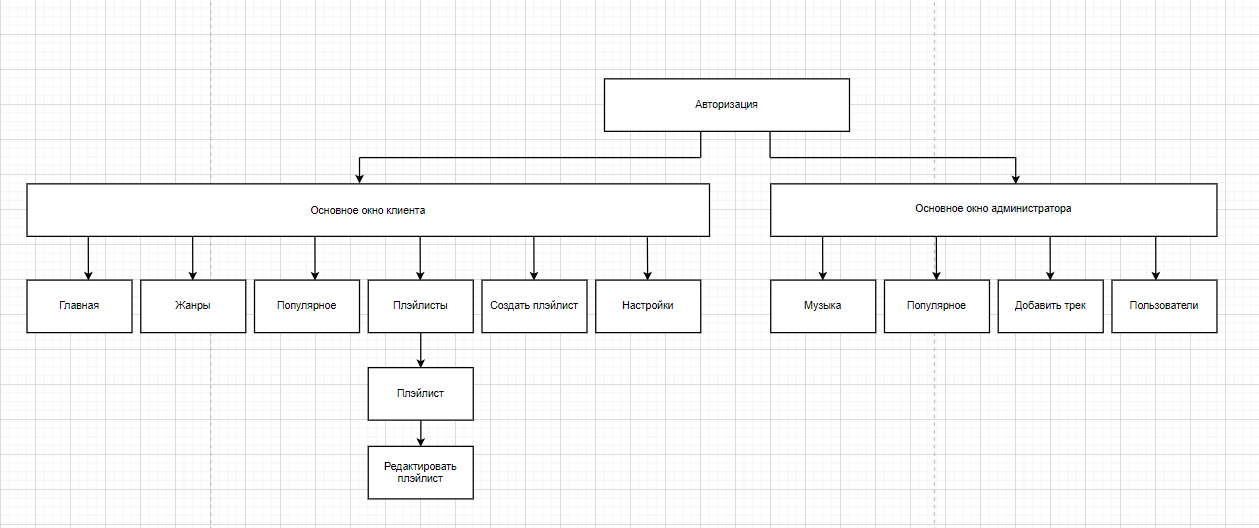 Авторизация
Основное окно клиента
Основное окно администратора
Главная
Жанры
Популярное
Плэйлисты
Создать плэйлист
Настройки
Музыка
Популярное
Добавить трек
Пользователи
Плэйлист
Редактировать
плэйлист